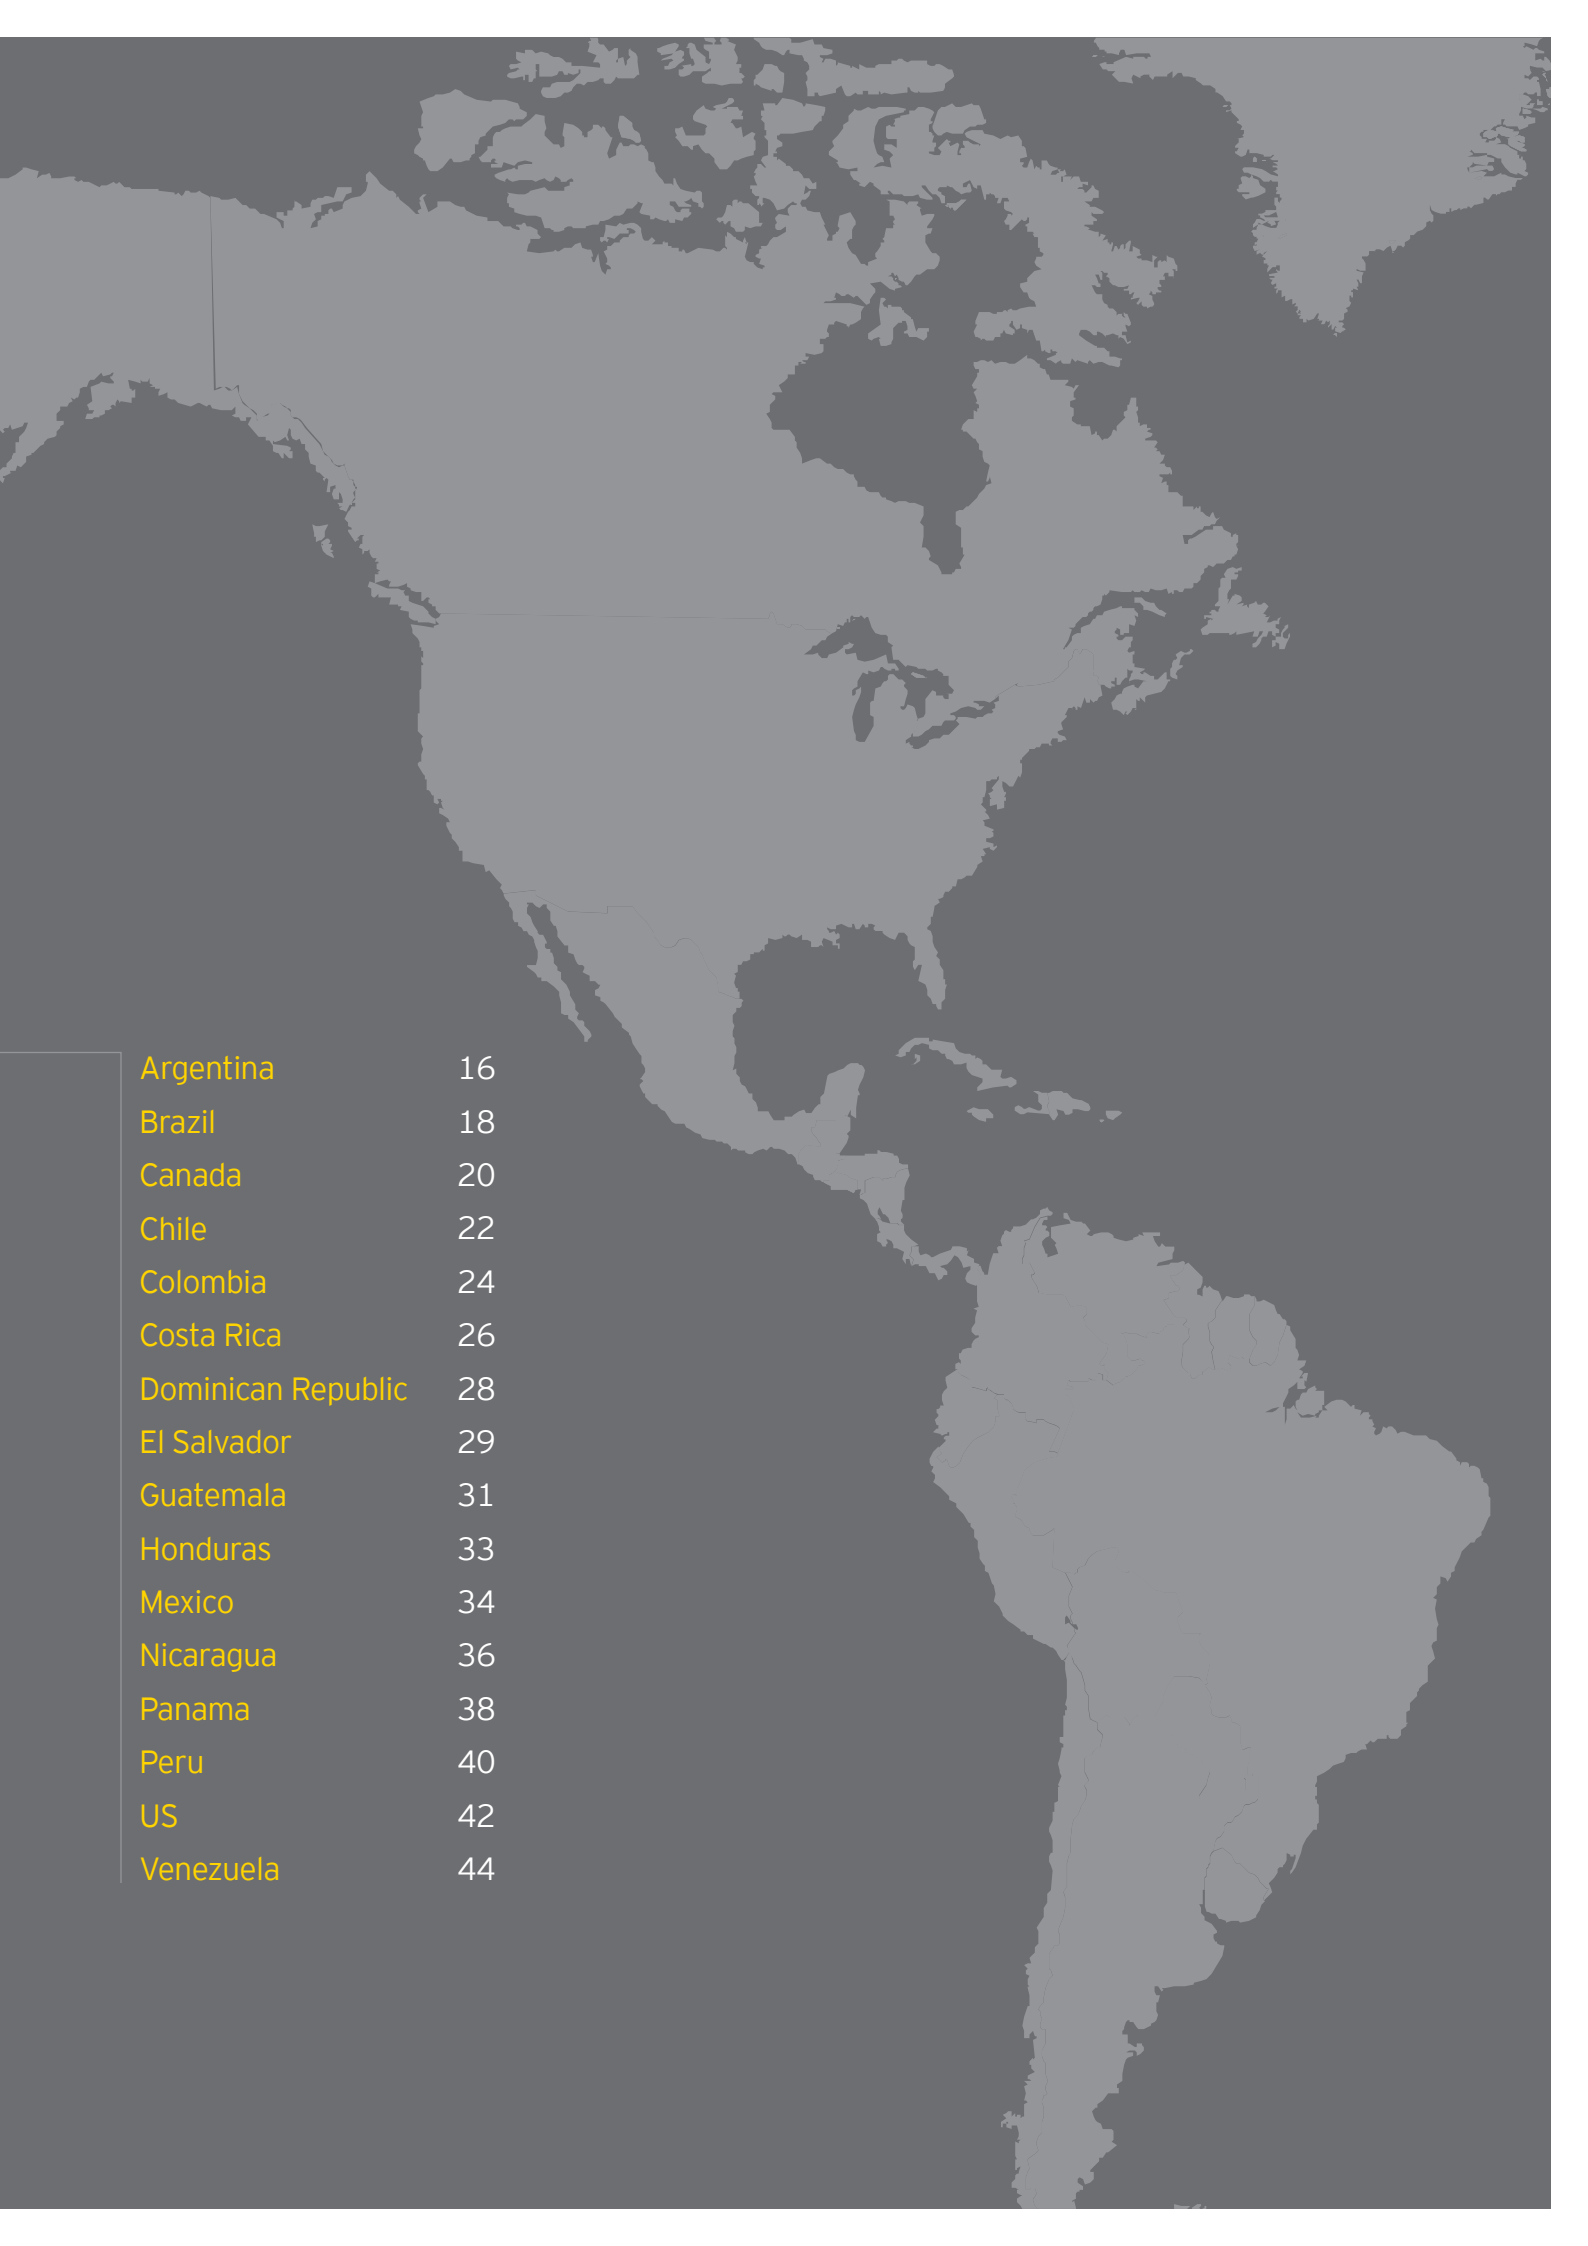 Argentina 16
Brazil 18
Canada 20
Chile 22
Colombia 24
Costa Rica 26
Dominican Republic 28
El Salvador 29
Guatemala 31
Honduras 33
Mexico 34
Nicaragua 36
Panama 38
Peru 40
US 42
Venezuela 44